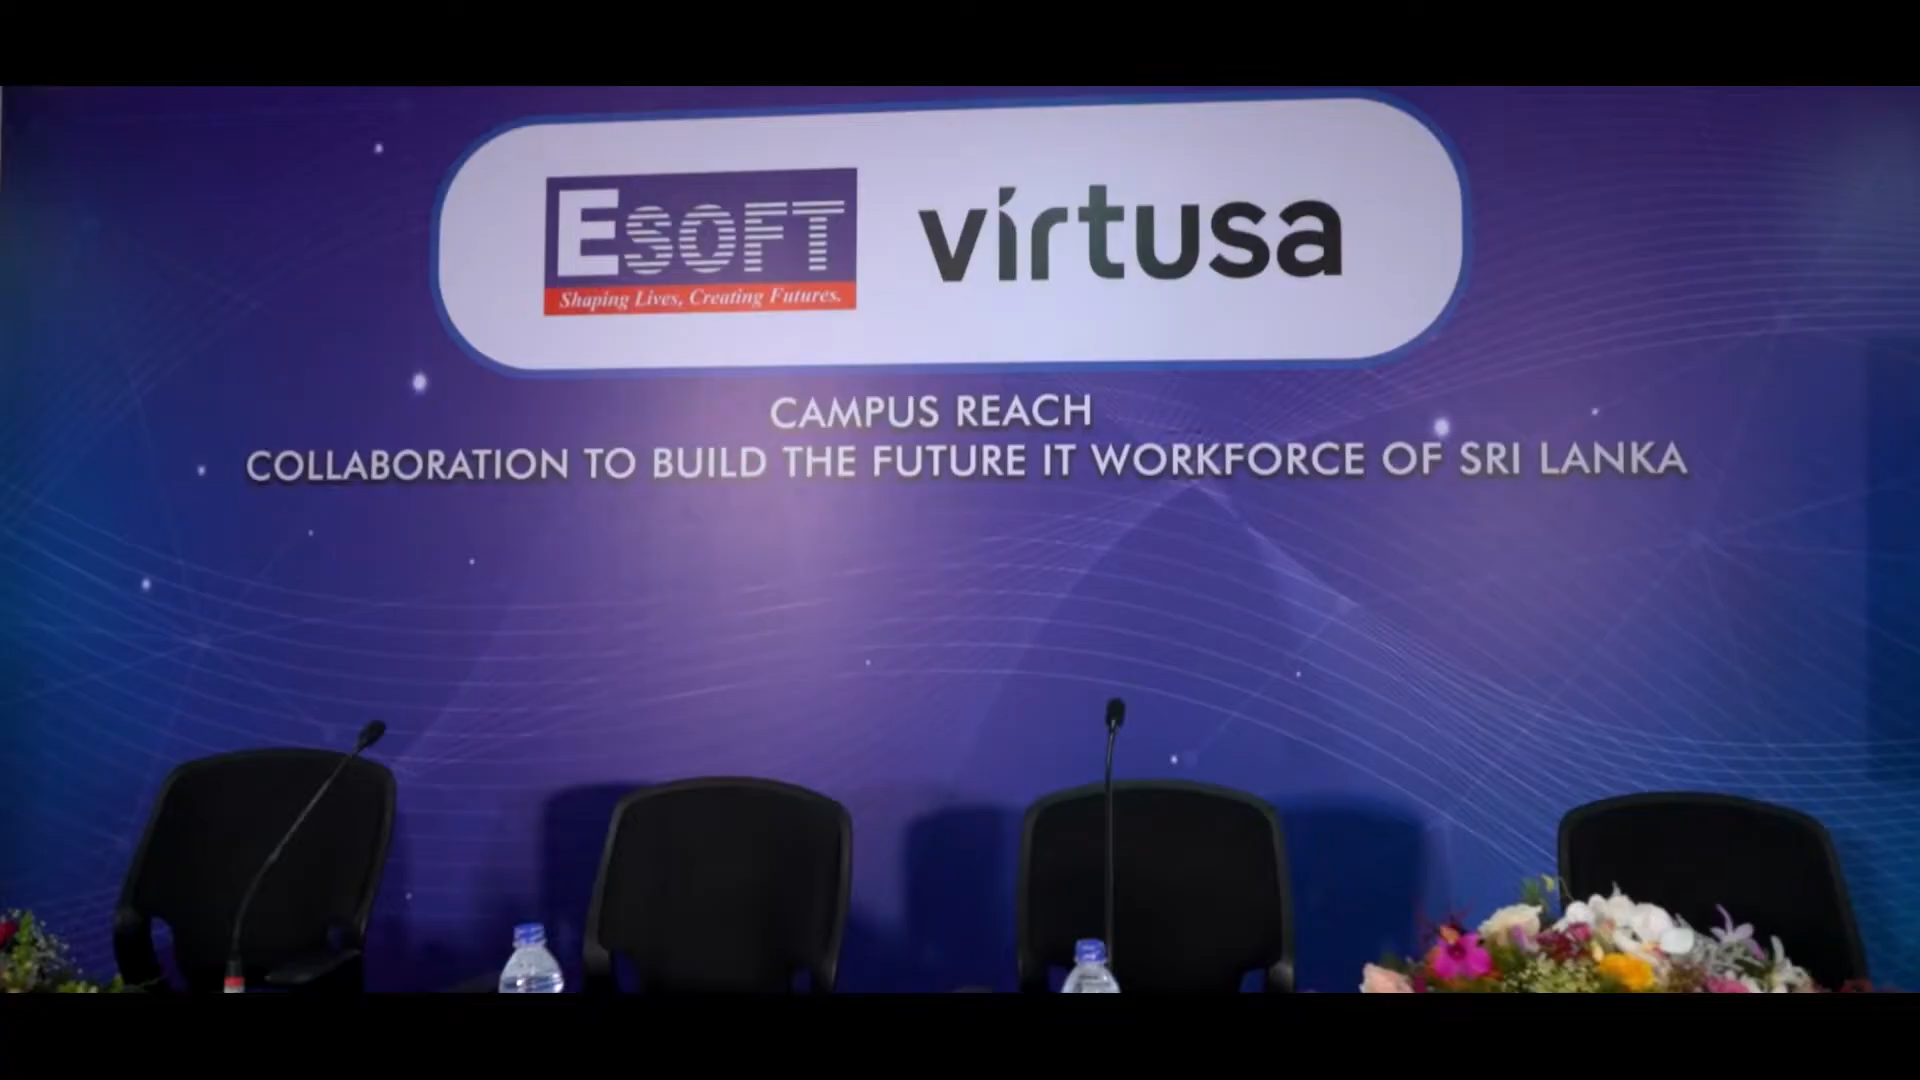 ESOFT
Shaping Lives, Creating Futures.
virtusa
CAMPUS REACH
COLLABORATION TO BUILD THE FUTURE IT WORKFORCE OF SRI LANKA